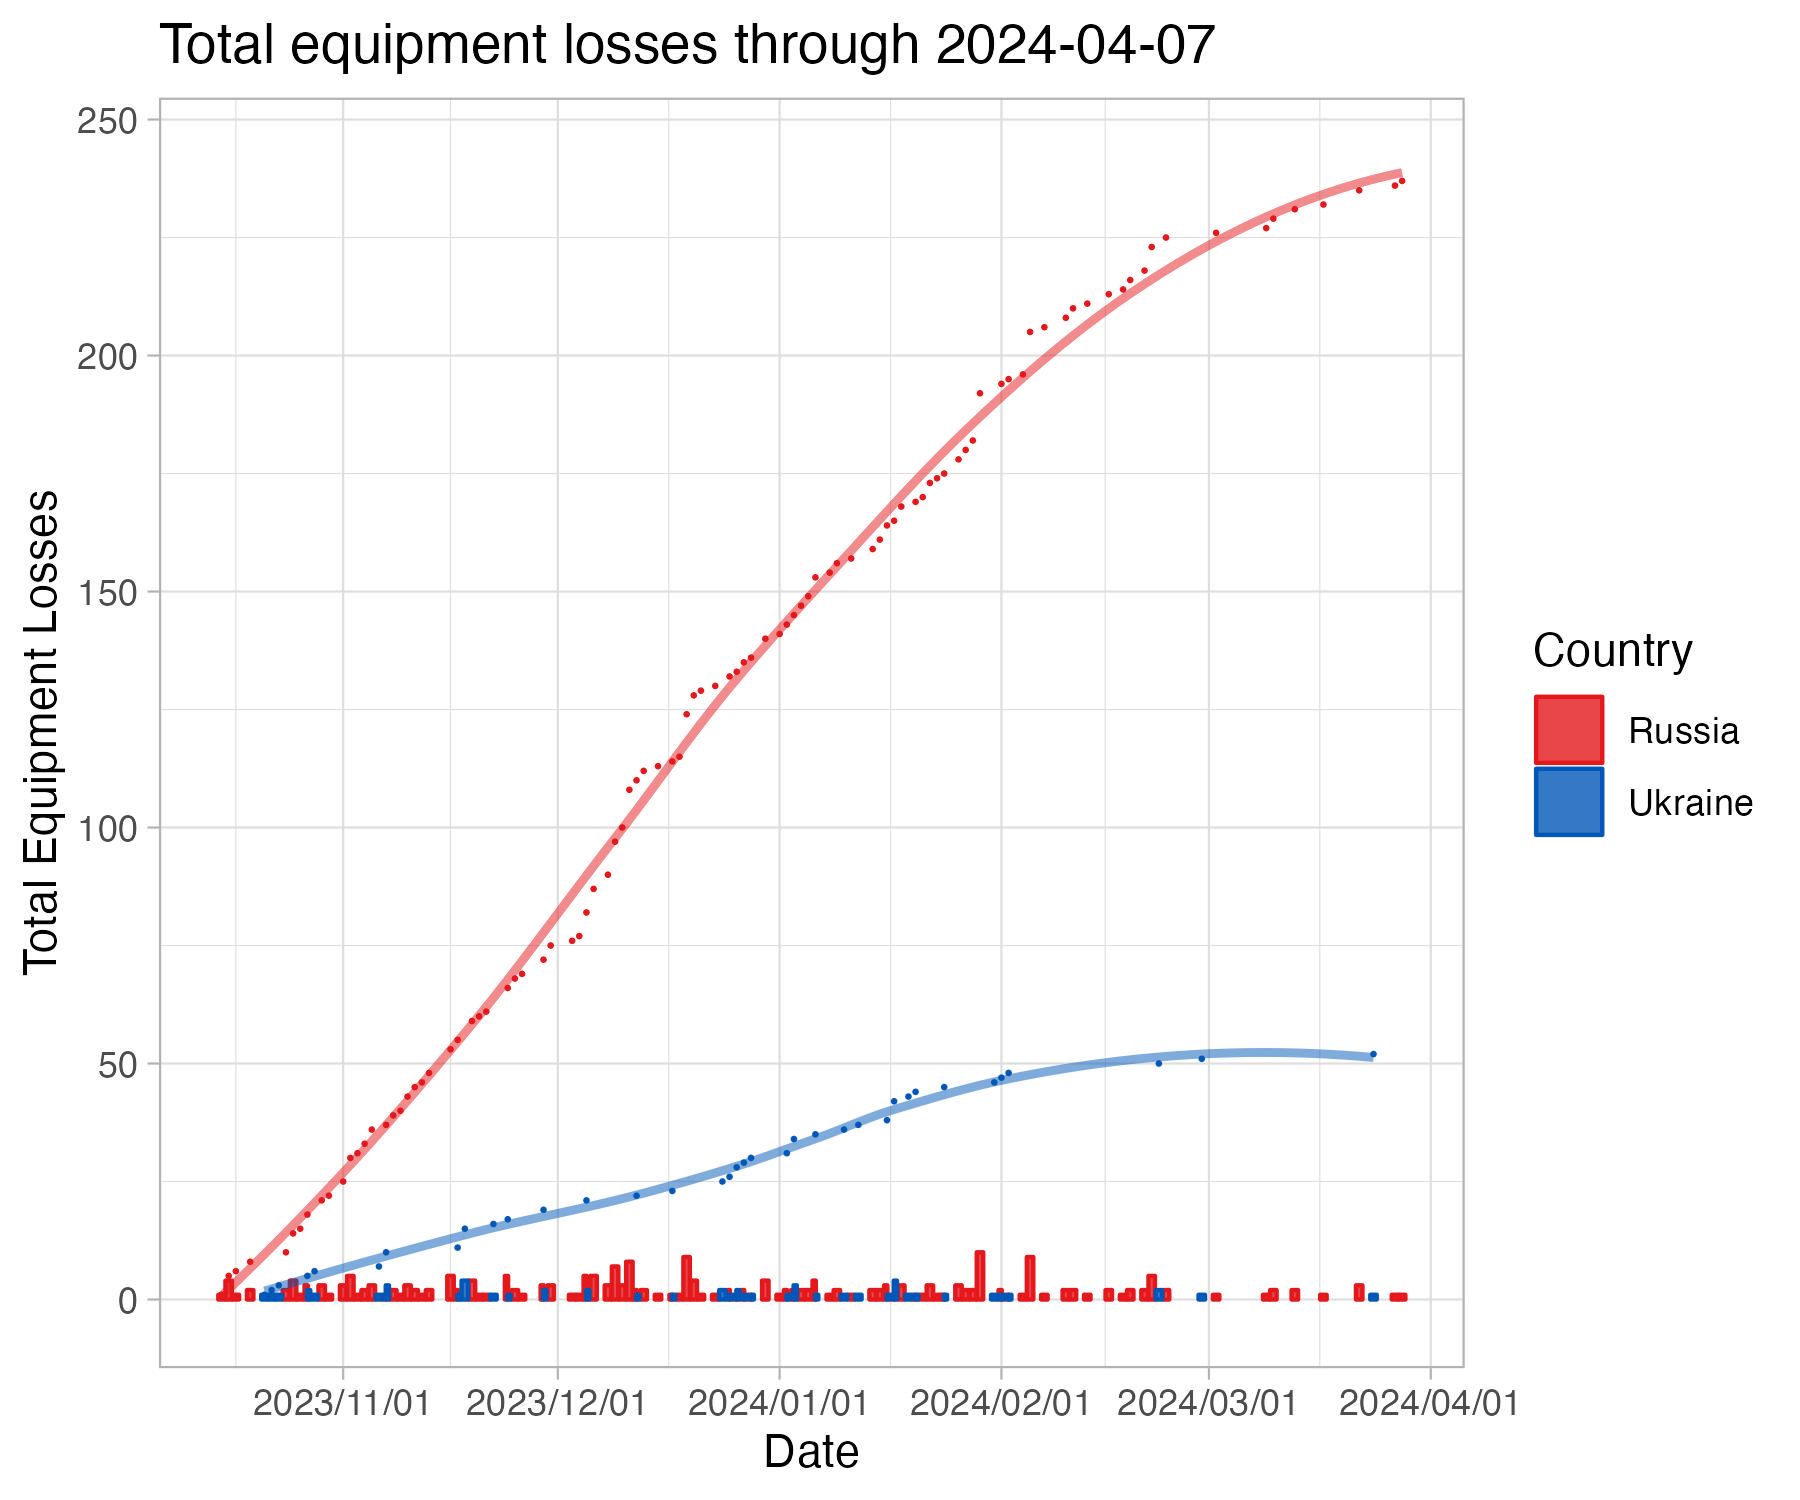 Total equipment losses through 2024-04-07
Total Equipment Losses
250
200
150
100
50
0
2023/11/01 2023/12/01 2024/01/01 2024/02/01 2024/03/01 2024/04/01
Date
Country
Russia
Ukraine